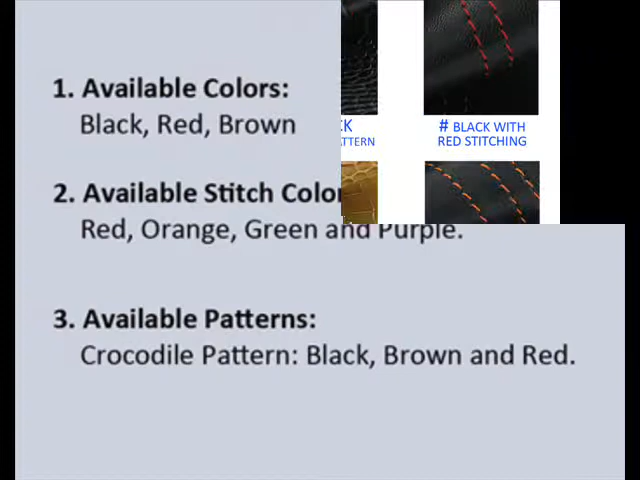 1. Available Colors:
Black, Red, Brown
2. Available Stitch Color
Red, Orange, Green and Purple.
3. Available Patterns:
Crocodile Pattern: Black, Brown and Red.
# BLACK WITH
RED STITCHING